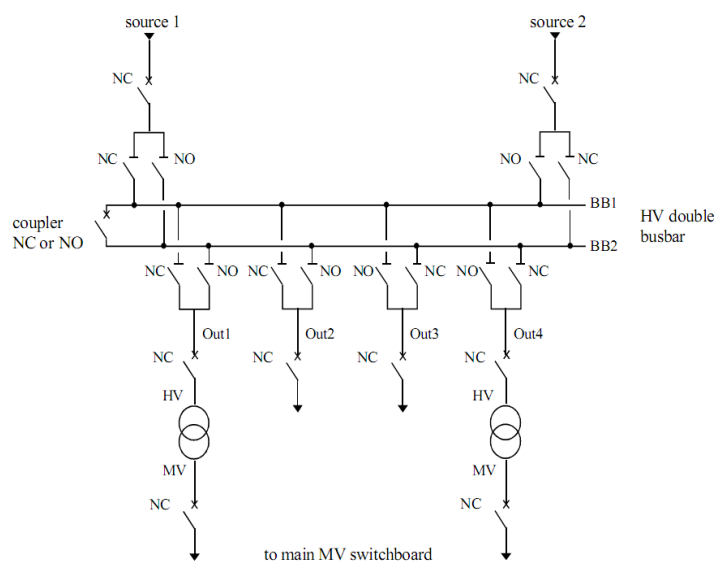 source 1
source 2
NC
NC
NC
NO
NO
NC
BB1
coupler
NC or NO
HV double
busbar
BB2
NC
NO
NC
NO
NO
NC
NO
NC
Out1
Out2
Out3
Out4
NC
NC
NC
NC
HV
HV
MV
MV
NC
NC
to main MV switchboard